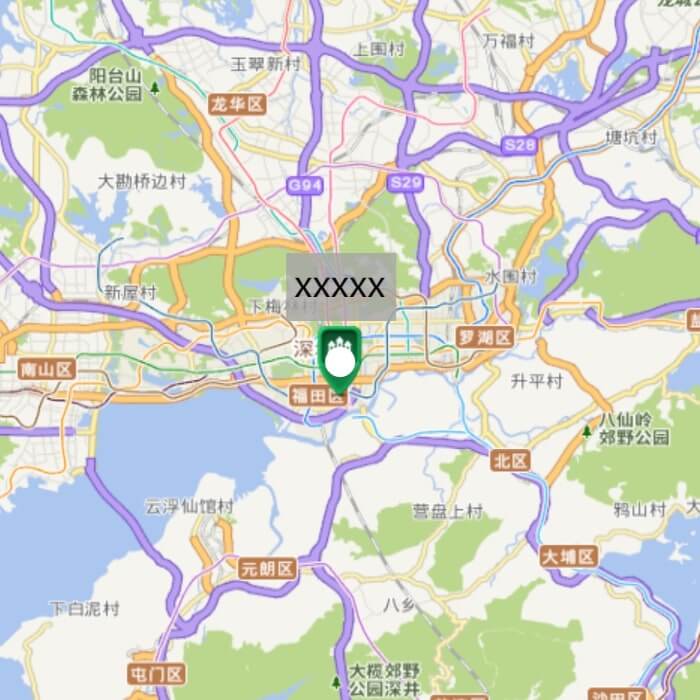 上围村
万福村
玉翠新村
阳台山
森林公园
龙华区
塘坑村
S28
大勘桥边村
G94
S29
水围村
XXXXX
新屋村
下梅
罗湖区
深
南山区
升平村
福田区
八仙岭
郊野公园
北区
云浮仙馆村
营盘上村
鸦山村
大
大埔区
元朗区
下白泥村
八乡
屯门区
大榄郊野
公园深井